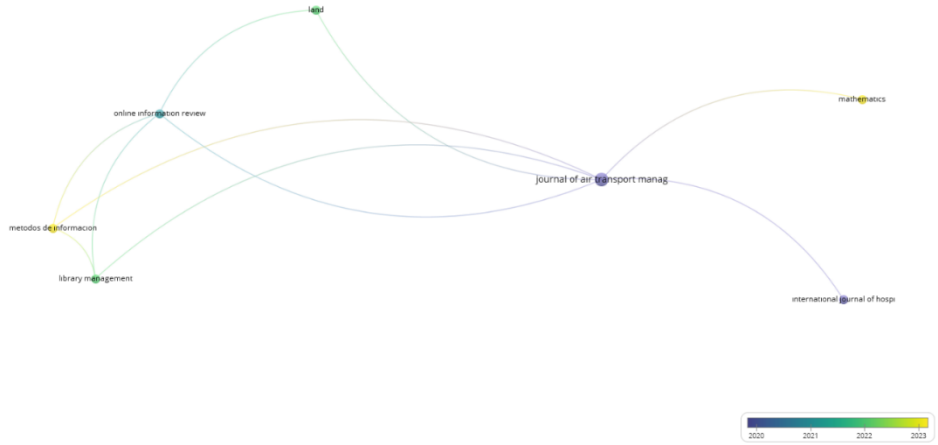 land
mathematics
online information review
journal of air transport manag
metodos de informacion
library management
international journal of hospi
2020 2021 2022 2023